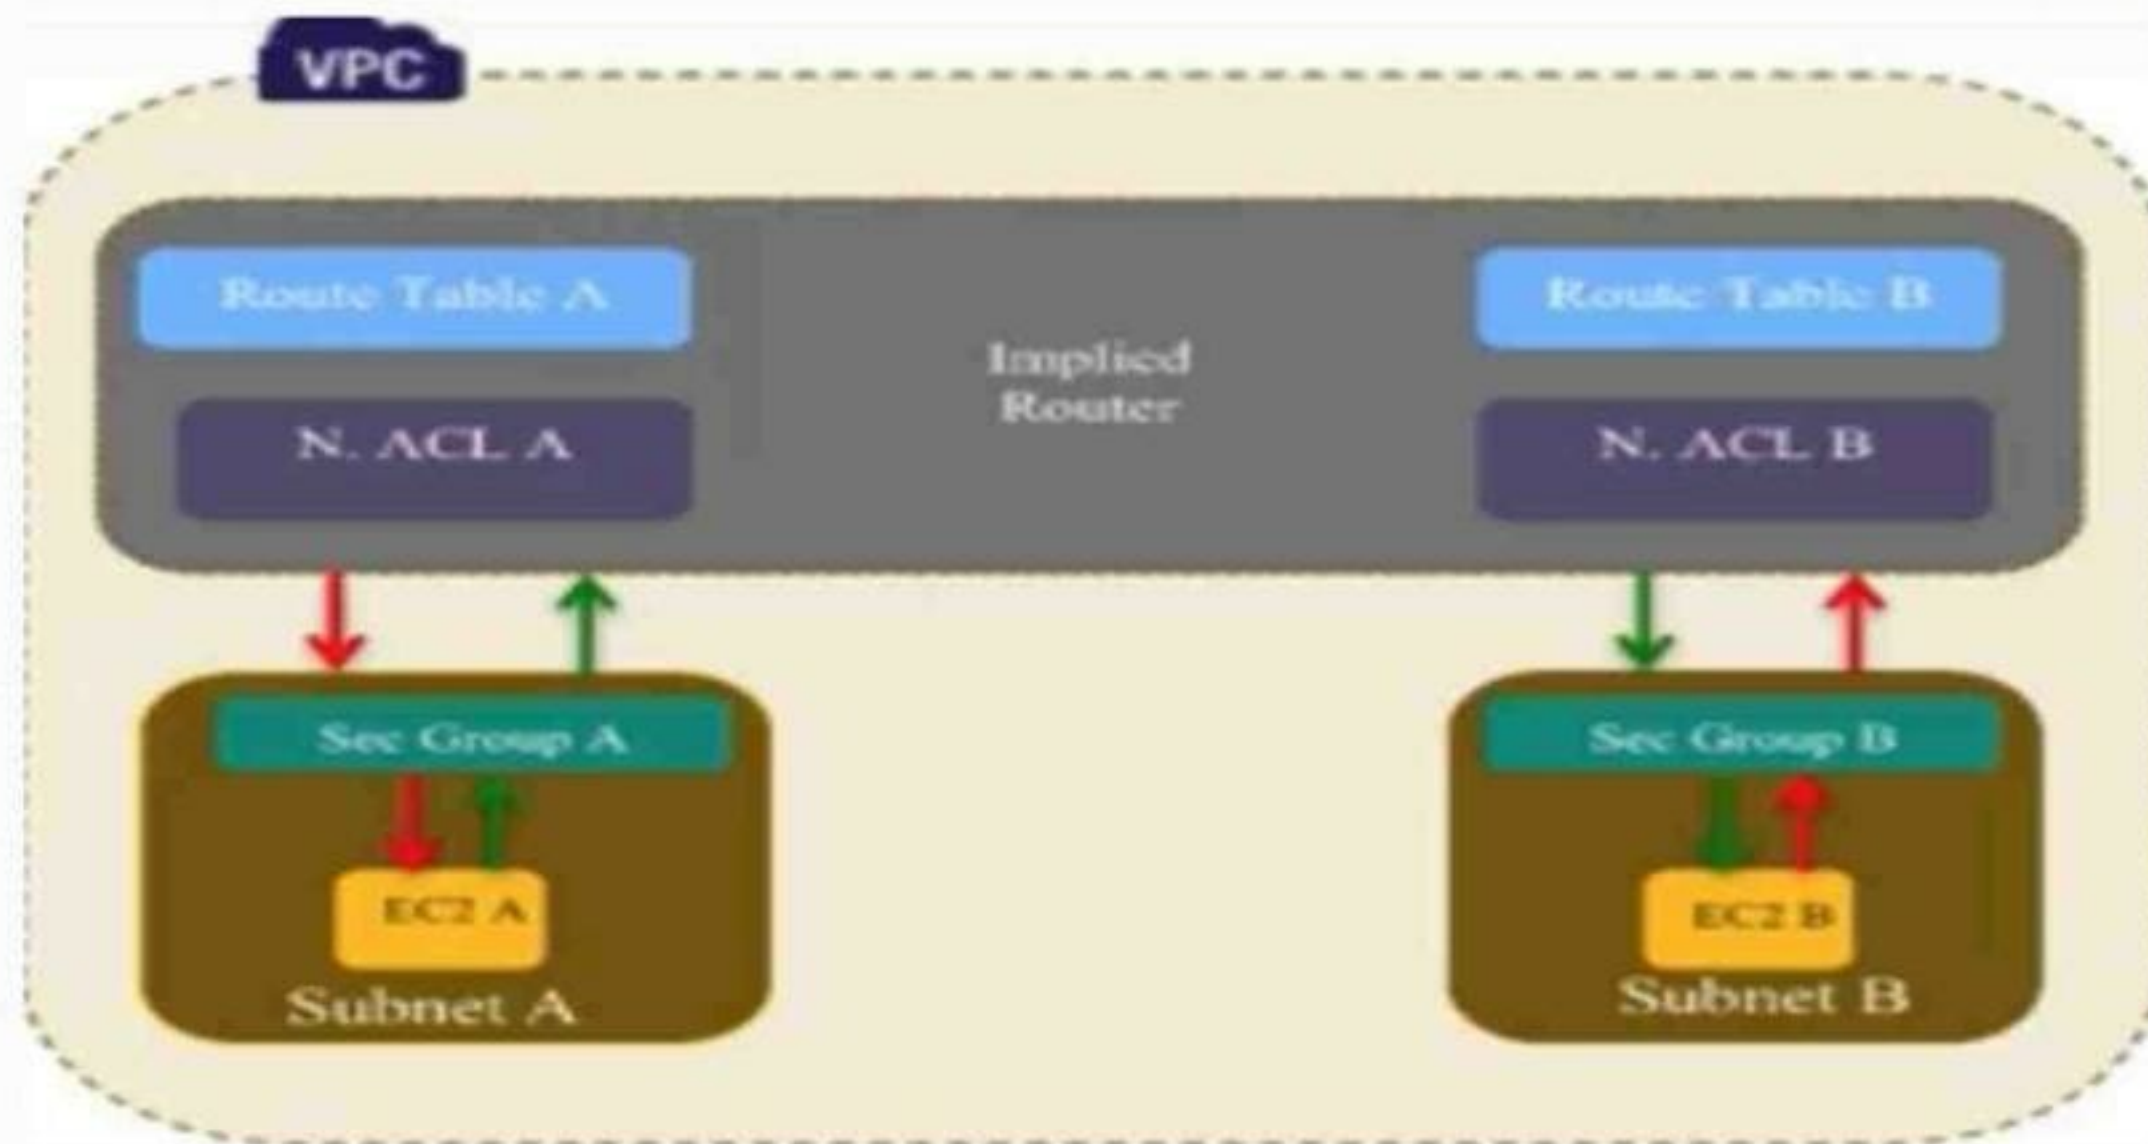 VPC
Route Table A
Route Table B
Implied
Router
N. ACL A
N. ACL B
Sec Group A
Sec Group B
EC2 A
EC2 B
Subnet A
Subnet B